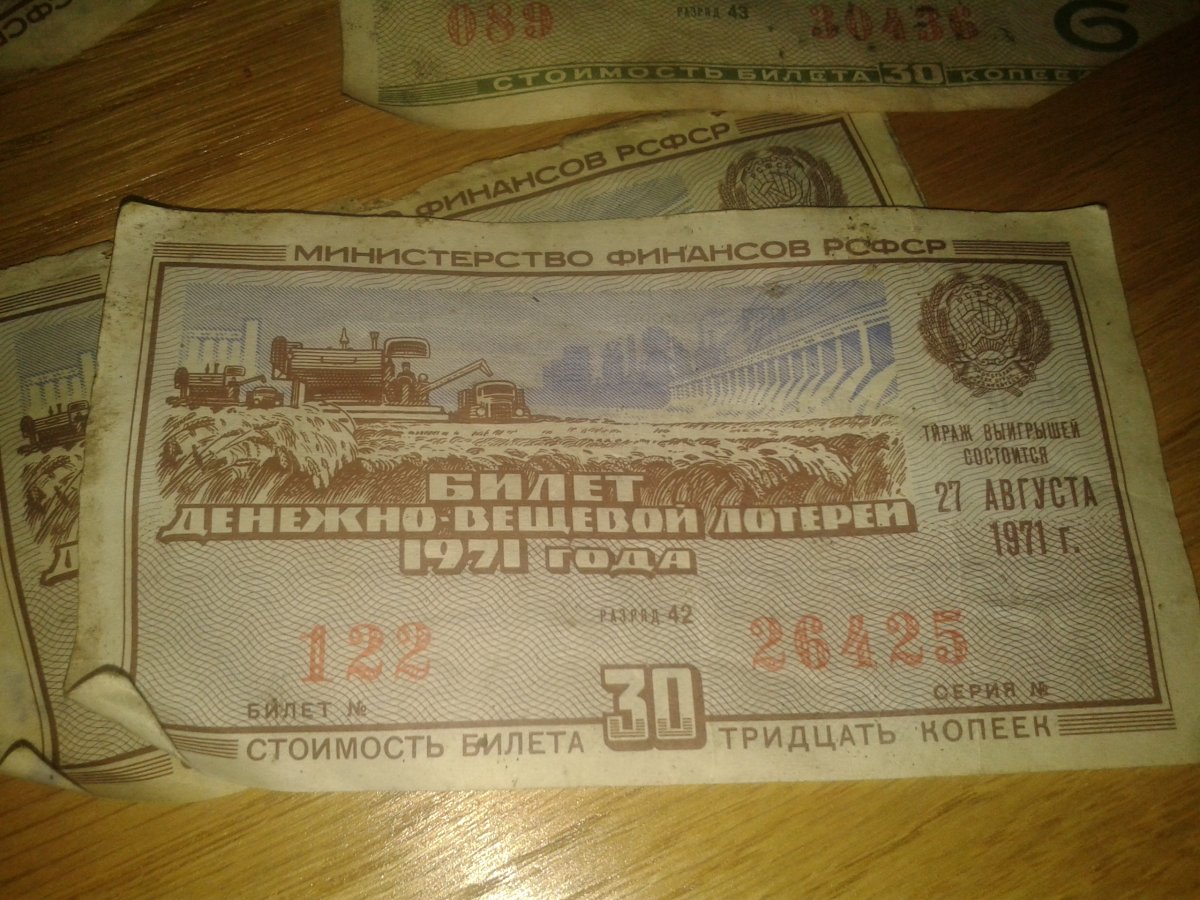 РСФСР
089
РАЗРЯД 43
30436
6
СТОИМОСТЬ БИЛЕТА 30 КОПЕЕК
ФИНАНСОВ РСФСР
МИНИСТЕРСТВО ФИНАНСОВ РСФСР
ТИРАЖ ВЫИГРЫШЕЙ
СОСТОИТСЯ
27 АВГУСТА
1971 г.
БИЛЕТ
ДЕНЕЖНО-ВЕЩЕВОЙ ЛОТЕРЕИ
1971 ГОДА
РАЗРЯД 42
122
26425
БИЛЕТ №
30
СЕРИЯ №
СТОИМОСТЬ БИЛЕТА
ТРИДЦАТЬ КОПЕЕК